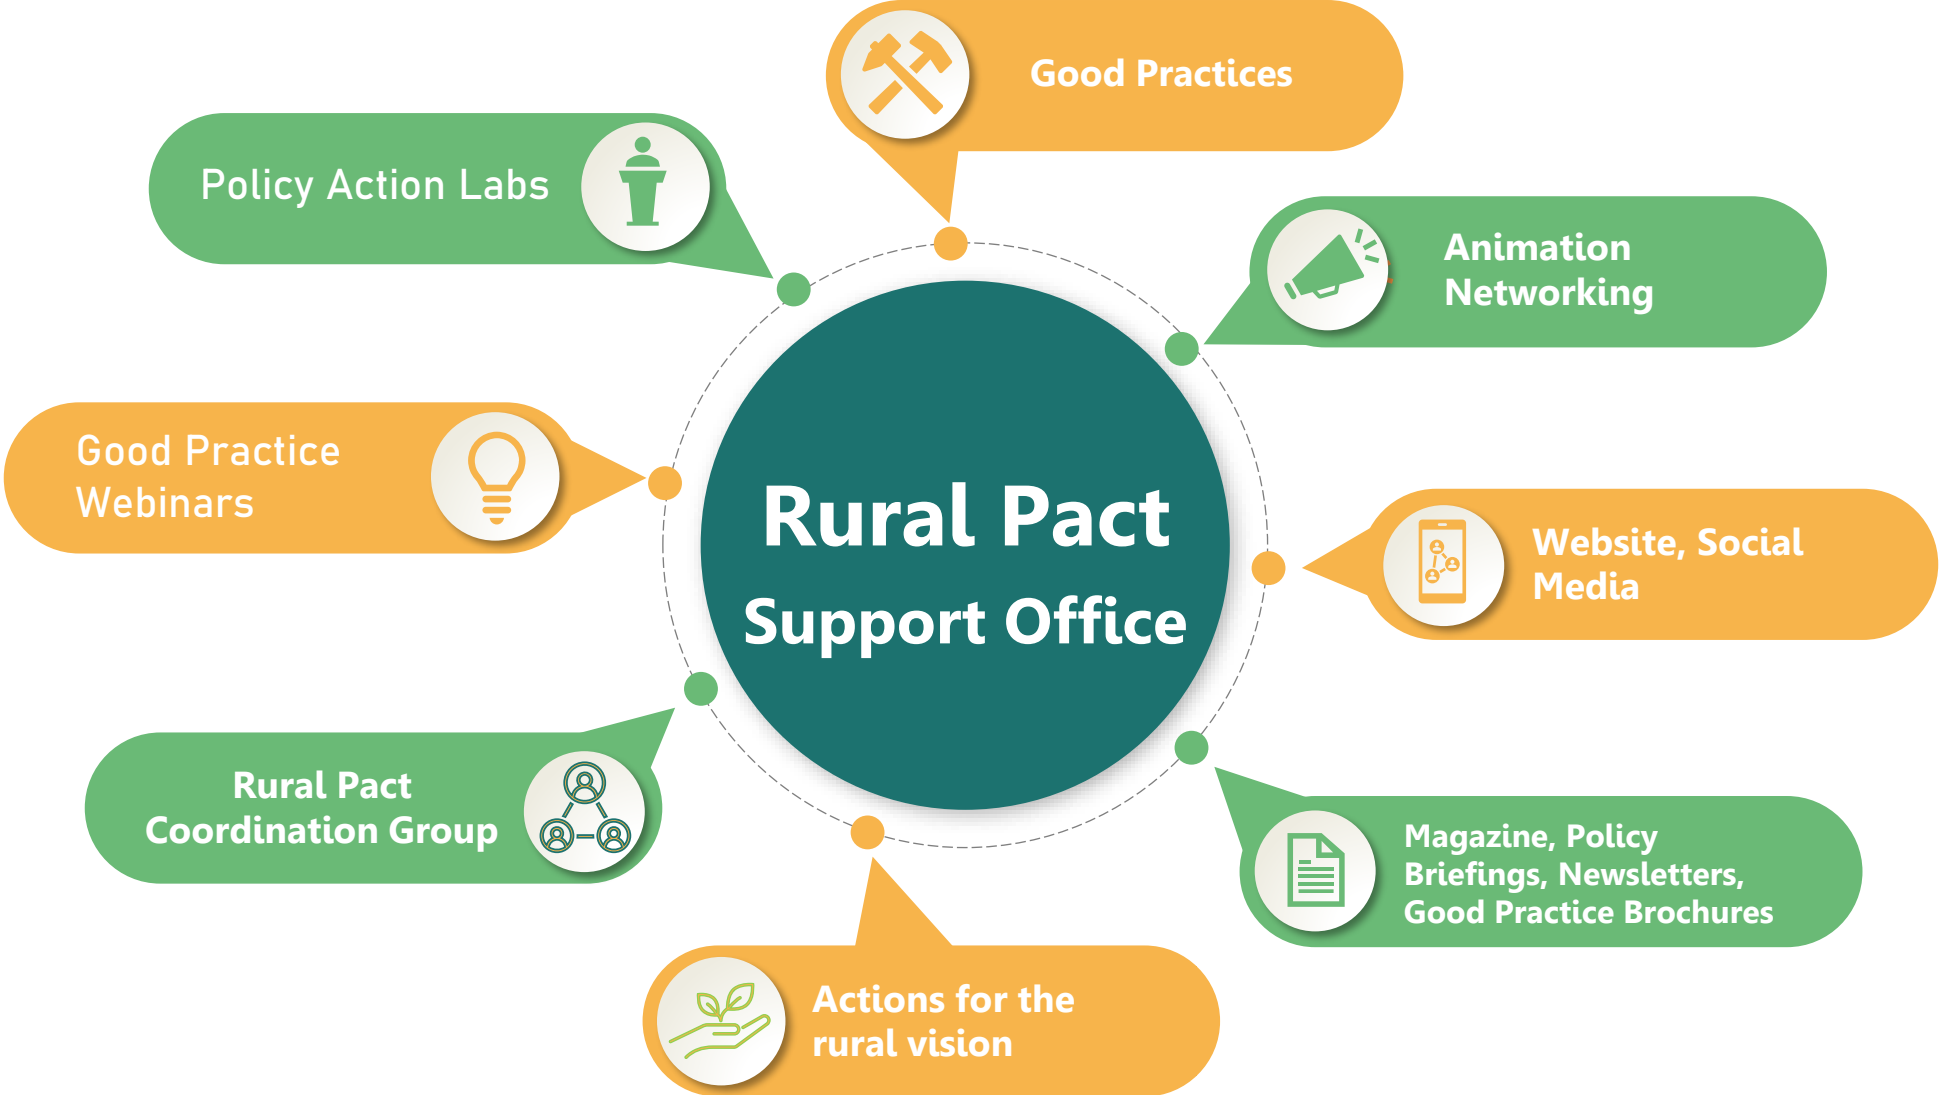 Good Practices
Policy Action Labs
Animation
Networking
Good Practice
Webinars
Rural Pact
Support Office
Website, Social
Media
Rural Pact
Coordination Group
Magazine, Policy
Briefings, Newsletters,
Good Practice Brochures
Actions for the
rural vision